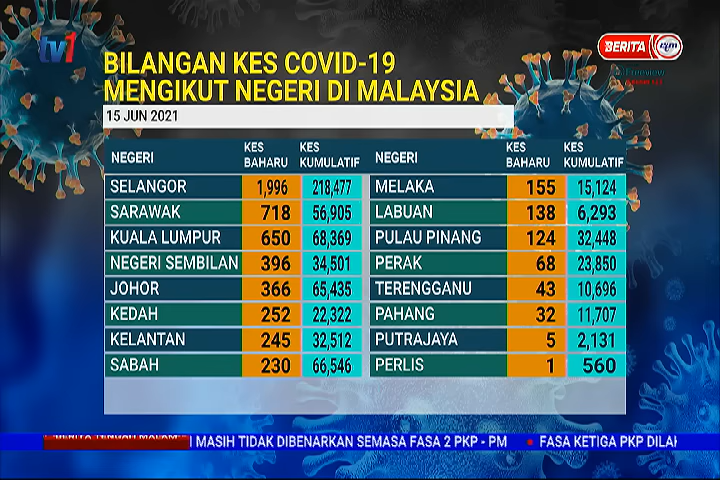 tv1
BERITA rtm
BILANGAN KES COVID-19
MENGIKUT NEGERI DI MALAYSIA
15 JUN 2021
NEGERI KES BAHARU KES KUMULATIF NEGERI KES BAHARU KES KUMULATIF
SELANGOR 1,996 218,477 MELAKA 155 15,124
SARAWAK 718 56,905 LABUAN 138 6,293
KUALA LUMPUR 650 68,369 PULAU PINANG 124 32,448
NEGERI SEMBILAN 396 34,501 PERAK 68 23,850
JOHOR 366 65,435 TERENGGANU 43 10,696
KEDAH 252 22,322 PAHANG 32 11,707
KELANTAN 245 32,512 PUTRAJAYA 5 2,131
SABAH 230 66,546 PERLIS 1 560
MASIH TIDAK DIBENARKAN SEMASA FASA 2 PKP - PM • FASA KETIGA PKP DILAK